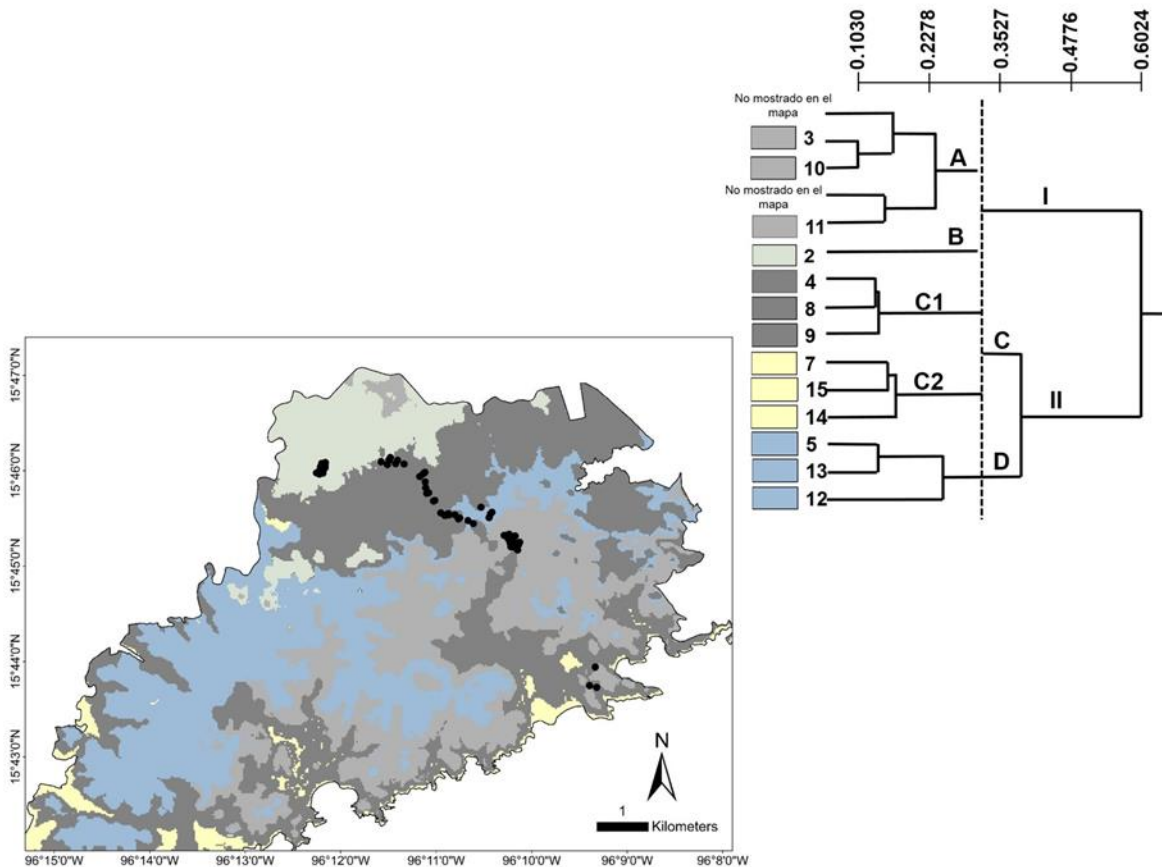 0.1030
0.2278
0.3527
0.4776
0.6024
No mostrado en el
mapa
3
10
A
No mostrado en el
mapa
11
I
2
B
4
8
C1
9
C
7
15
C2
II
14
5
13
D
12
15°47'0"N
15°46'0"N
15°45'0"N
15°44'0"N
15°43'0"N
N
1
Kilometers
96°15'0"W
96°14'0"W
96°13'0"W
96°12'0"W
96°11'0"W
96°10'0"W
96°9'0"W
96°8'0"W